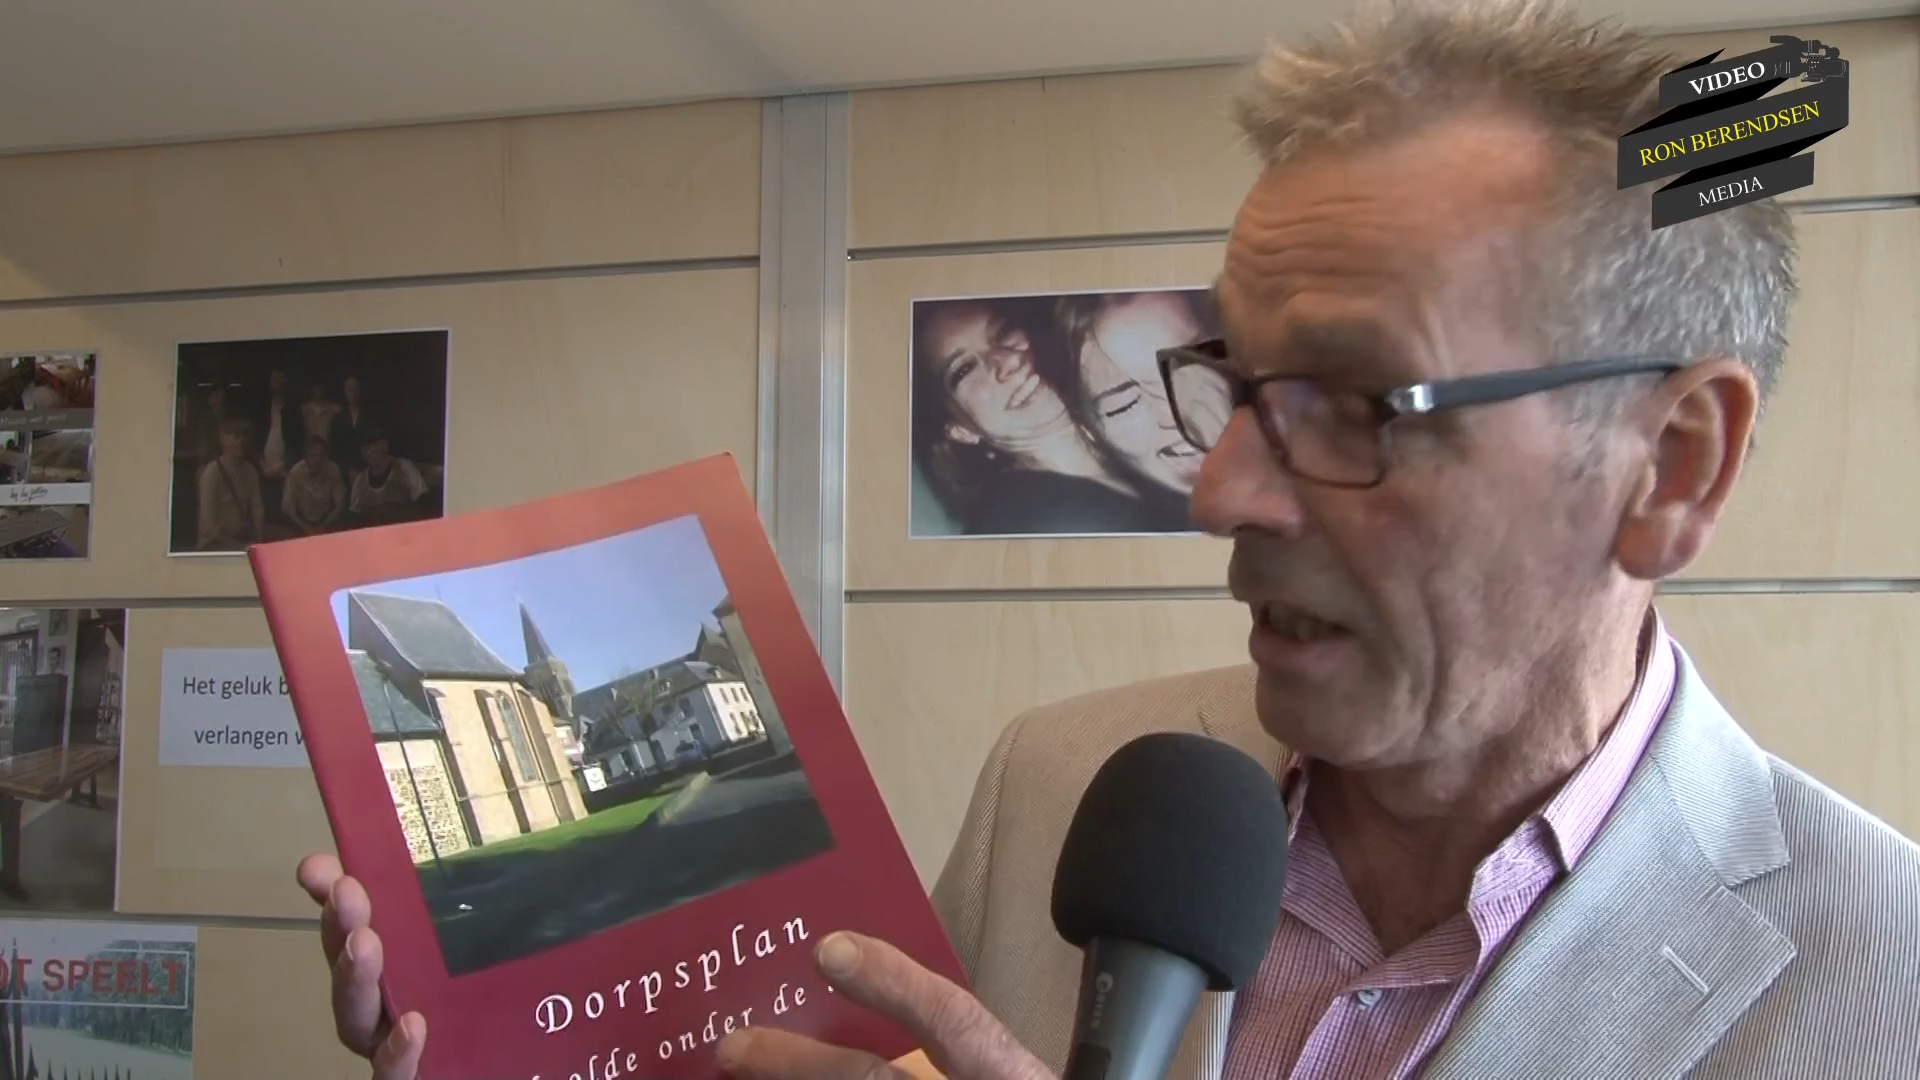 VIDEO
RON BERENDSEN
MEDIA
Het geluk
verlangen
SPEELT
Dorpsplan
onder de